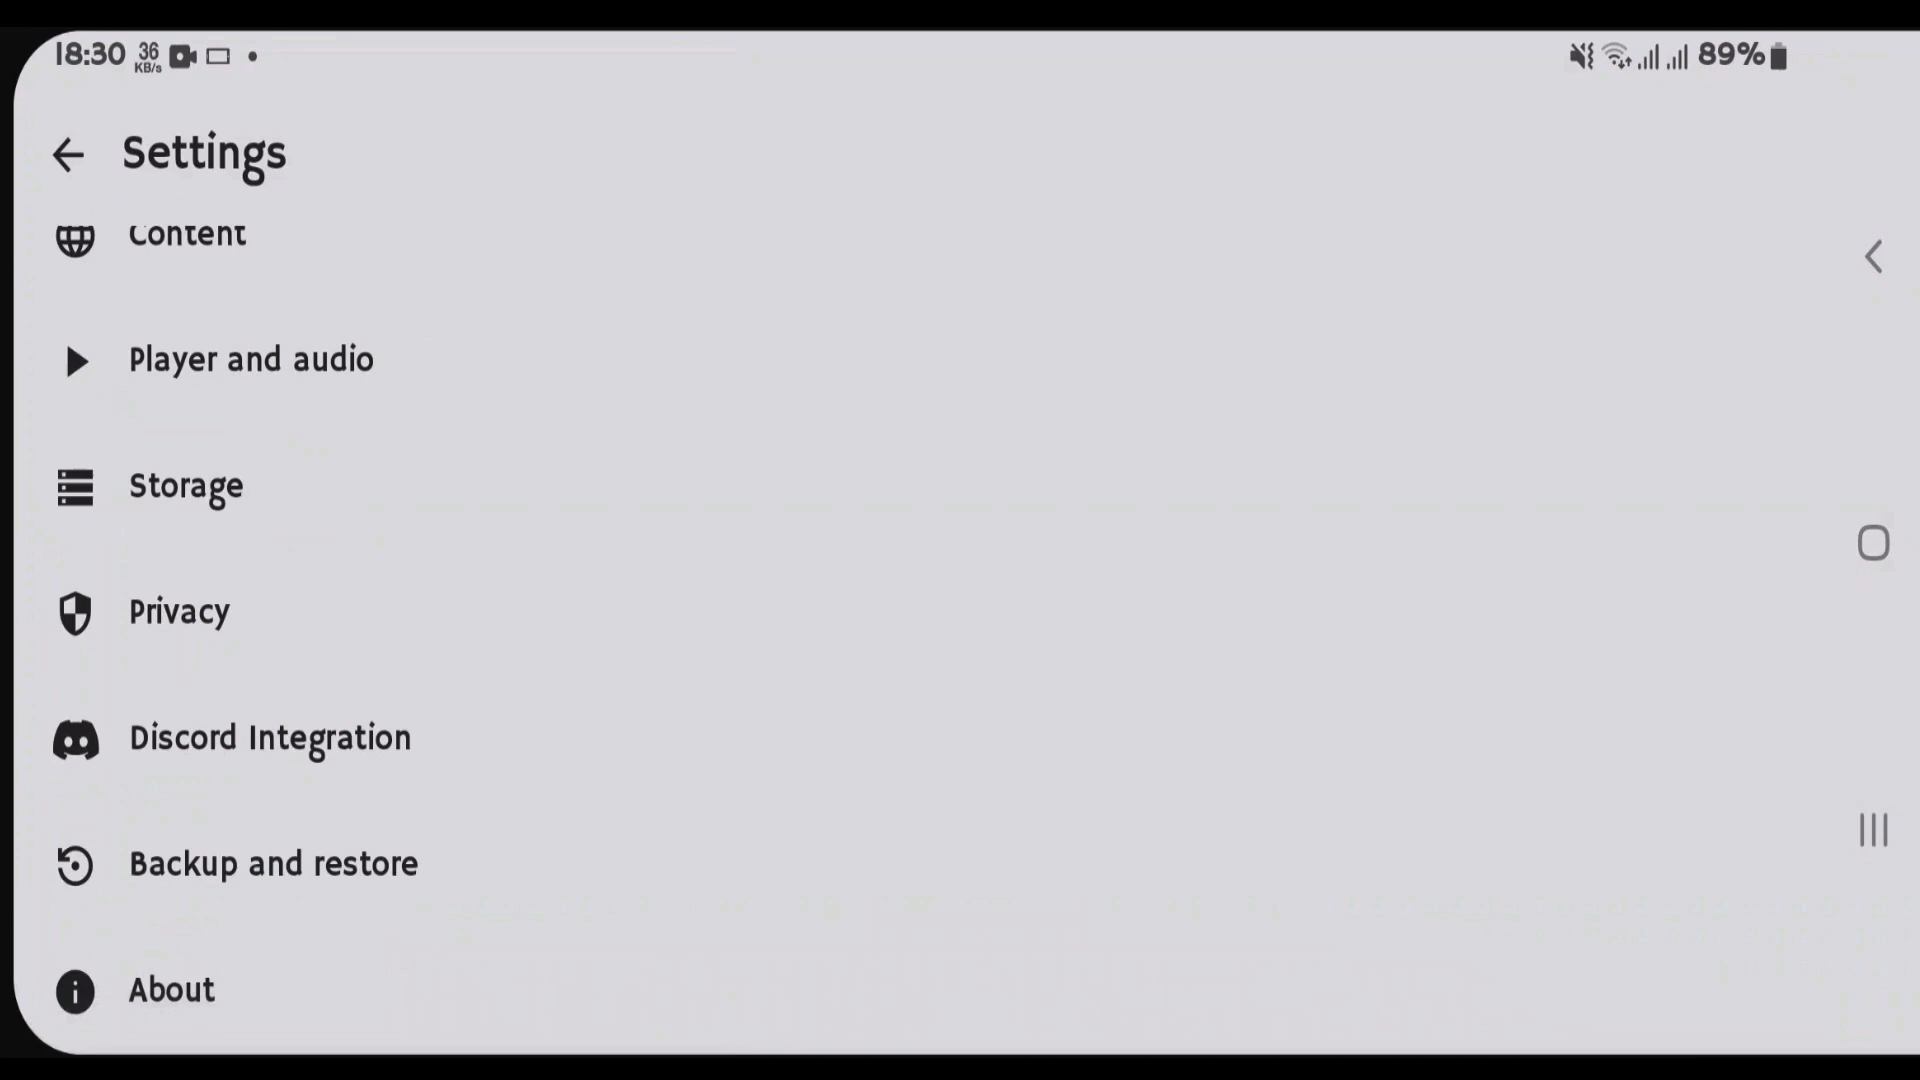 18:30 36 KB/s 89%
Settings
Content
Player and audio
Storage
Privacy
Discord Integration
Backup and restore
About